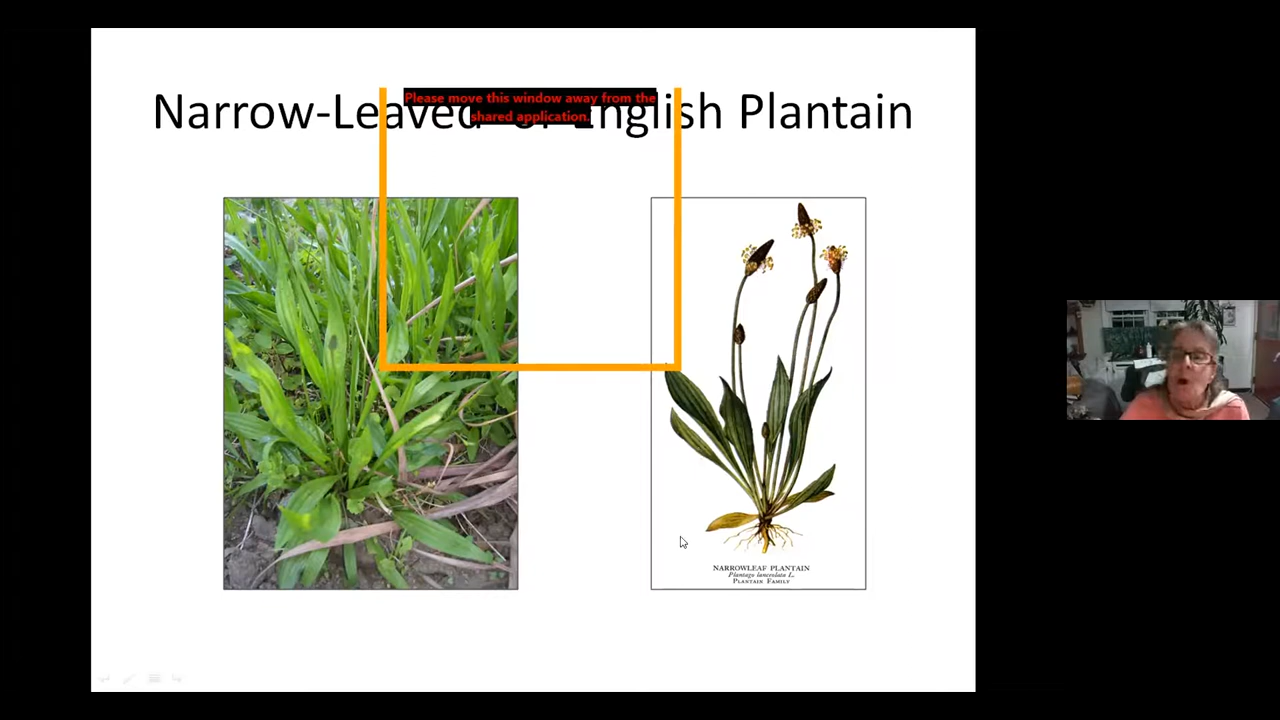 Narrow-Leaved or English Plantain
Please move this window away from the
shared application.
NARROWLEAF PLANTAIN
Plantago lanceolata L.
PLANTAIN FAMILY